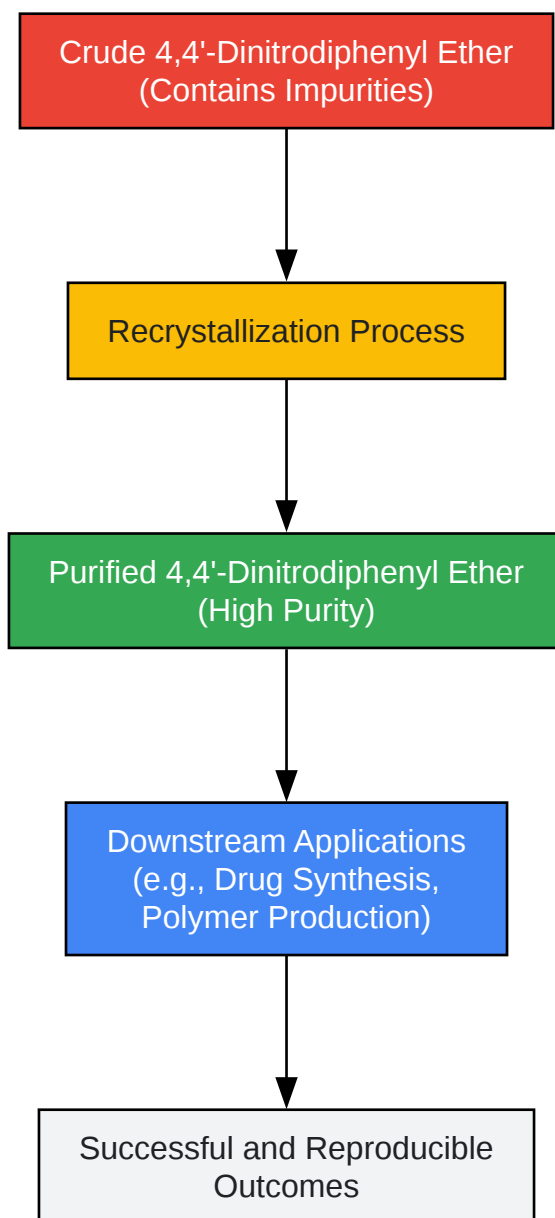 Crude 4,4'-Dinitrodiphenyl Ether
(Contains Impurities)
Recrystallization Process
Purified 4,4'-Dinitrodiphenyl Ether
(High Purity)
Downstream Applications
(e.g., Drug Synthesis,
Polymer Production)
Successful and Reproducible
Outcomes